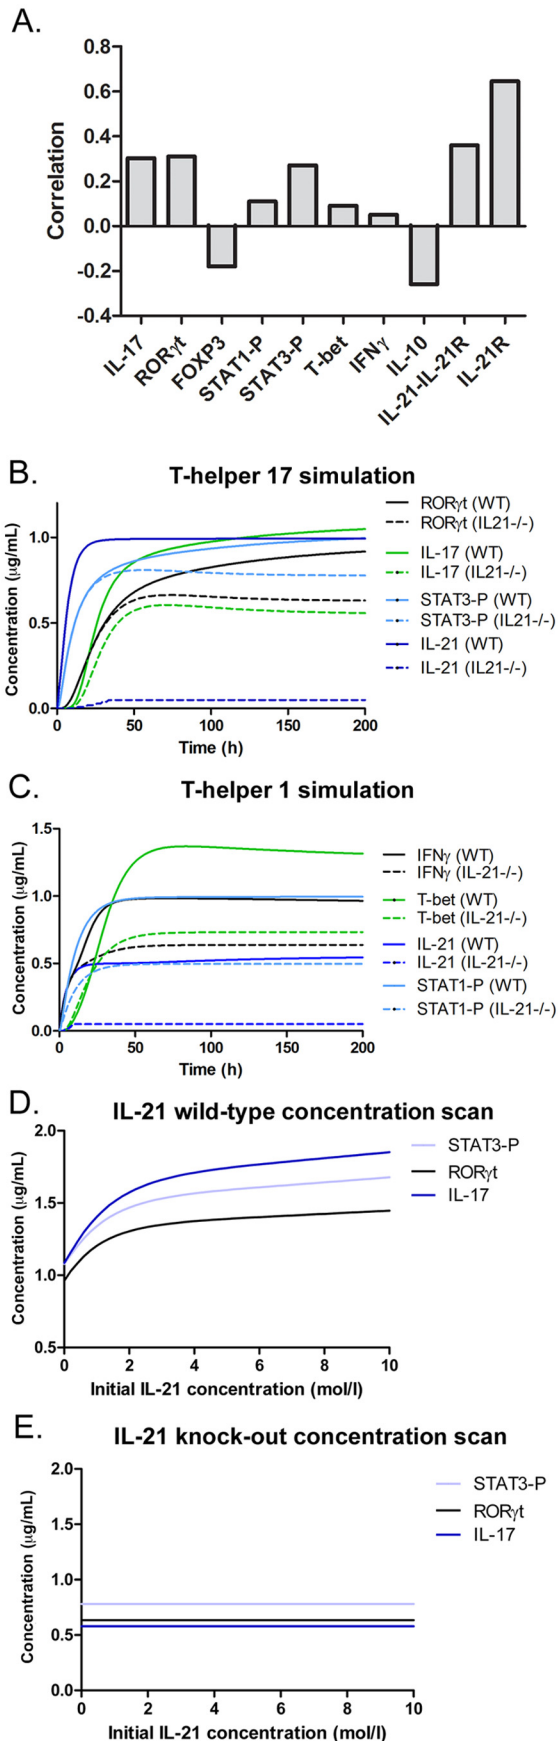 A.
0.8
0.6
0.4
0.2
0.0
-0.2
-0.4
Correlation
IL-17
RORγt
FOXP3
STAT1-P
STAT3-P
T-bet
IFNγ
IL-10
IL-21-IL-21R
IL-21R
B.
T-helper 17 simulation
Concentration (μg/mL)
1.0
0.5
0.0
0 50 100 150 200
Time (h)
RORγt (WT)
RORγt (IL21-/-)
IL-17 (WT)
IL-17 (IL21-/-)
STAT3-P (WT)
STAT3-P (IL21-/-)
IL-21 (WT)
IL-21 (IL21-/-)
C.
T-helper 1 simulation
Concentration (μg/mL)
1.5
1.0
0.5
0.0
0 50 100 150 200
Time (h)
IFNγ (WT)
IFNγ (IL-21-/-)
T-bet (WT)
T-bet (IL-21-/-)
IL-21 (WT)
IL-21 (IL-21-/-)
STAT1-P (WT)
STAT1-P (IL-21-/-)
D.
IL-21 wild-type concentration scan
Concentration (μg/mL)
2.0
1.5
1.0
0.5
0 2 4 6 8 10
Initial IL-21 concentration (mol/l)
STAT3-P
RORγt
IL-17
E.
IL-21 knock-out concentration scan
Concentration (μg/mL)
2.0
1.5
1.0
0.5
0.0
0 2 4 6 8 10
Initial IL-21 concentration (mol/l)
STAT3-P
RORγt
IL-17